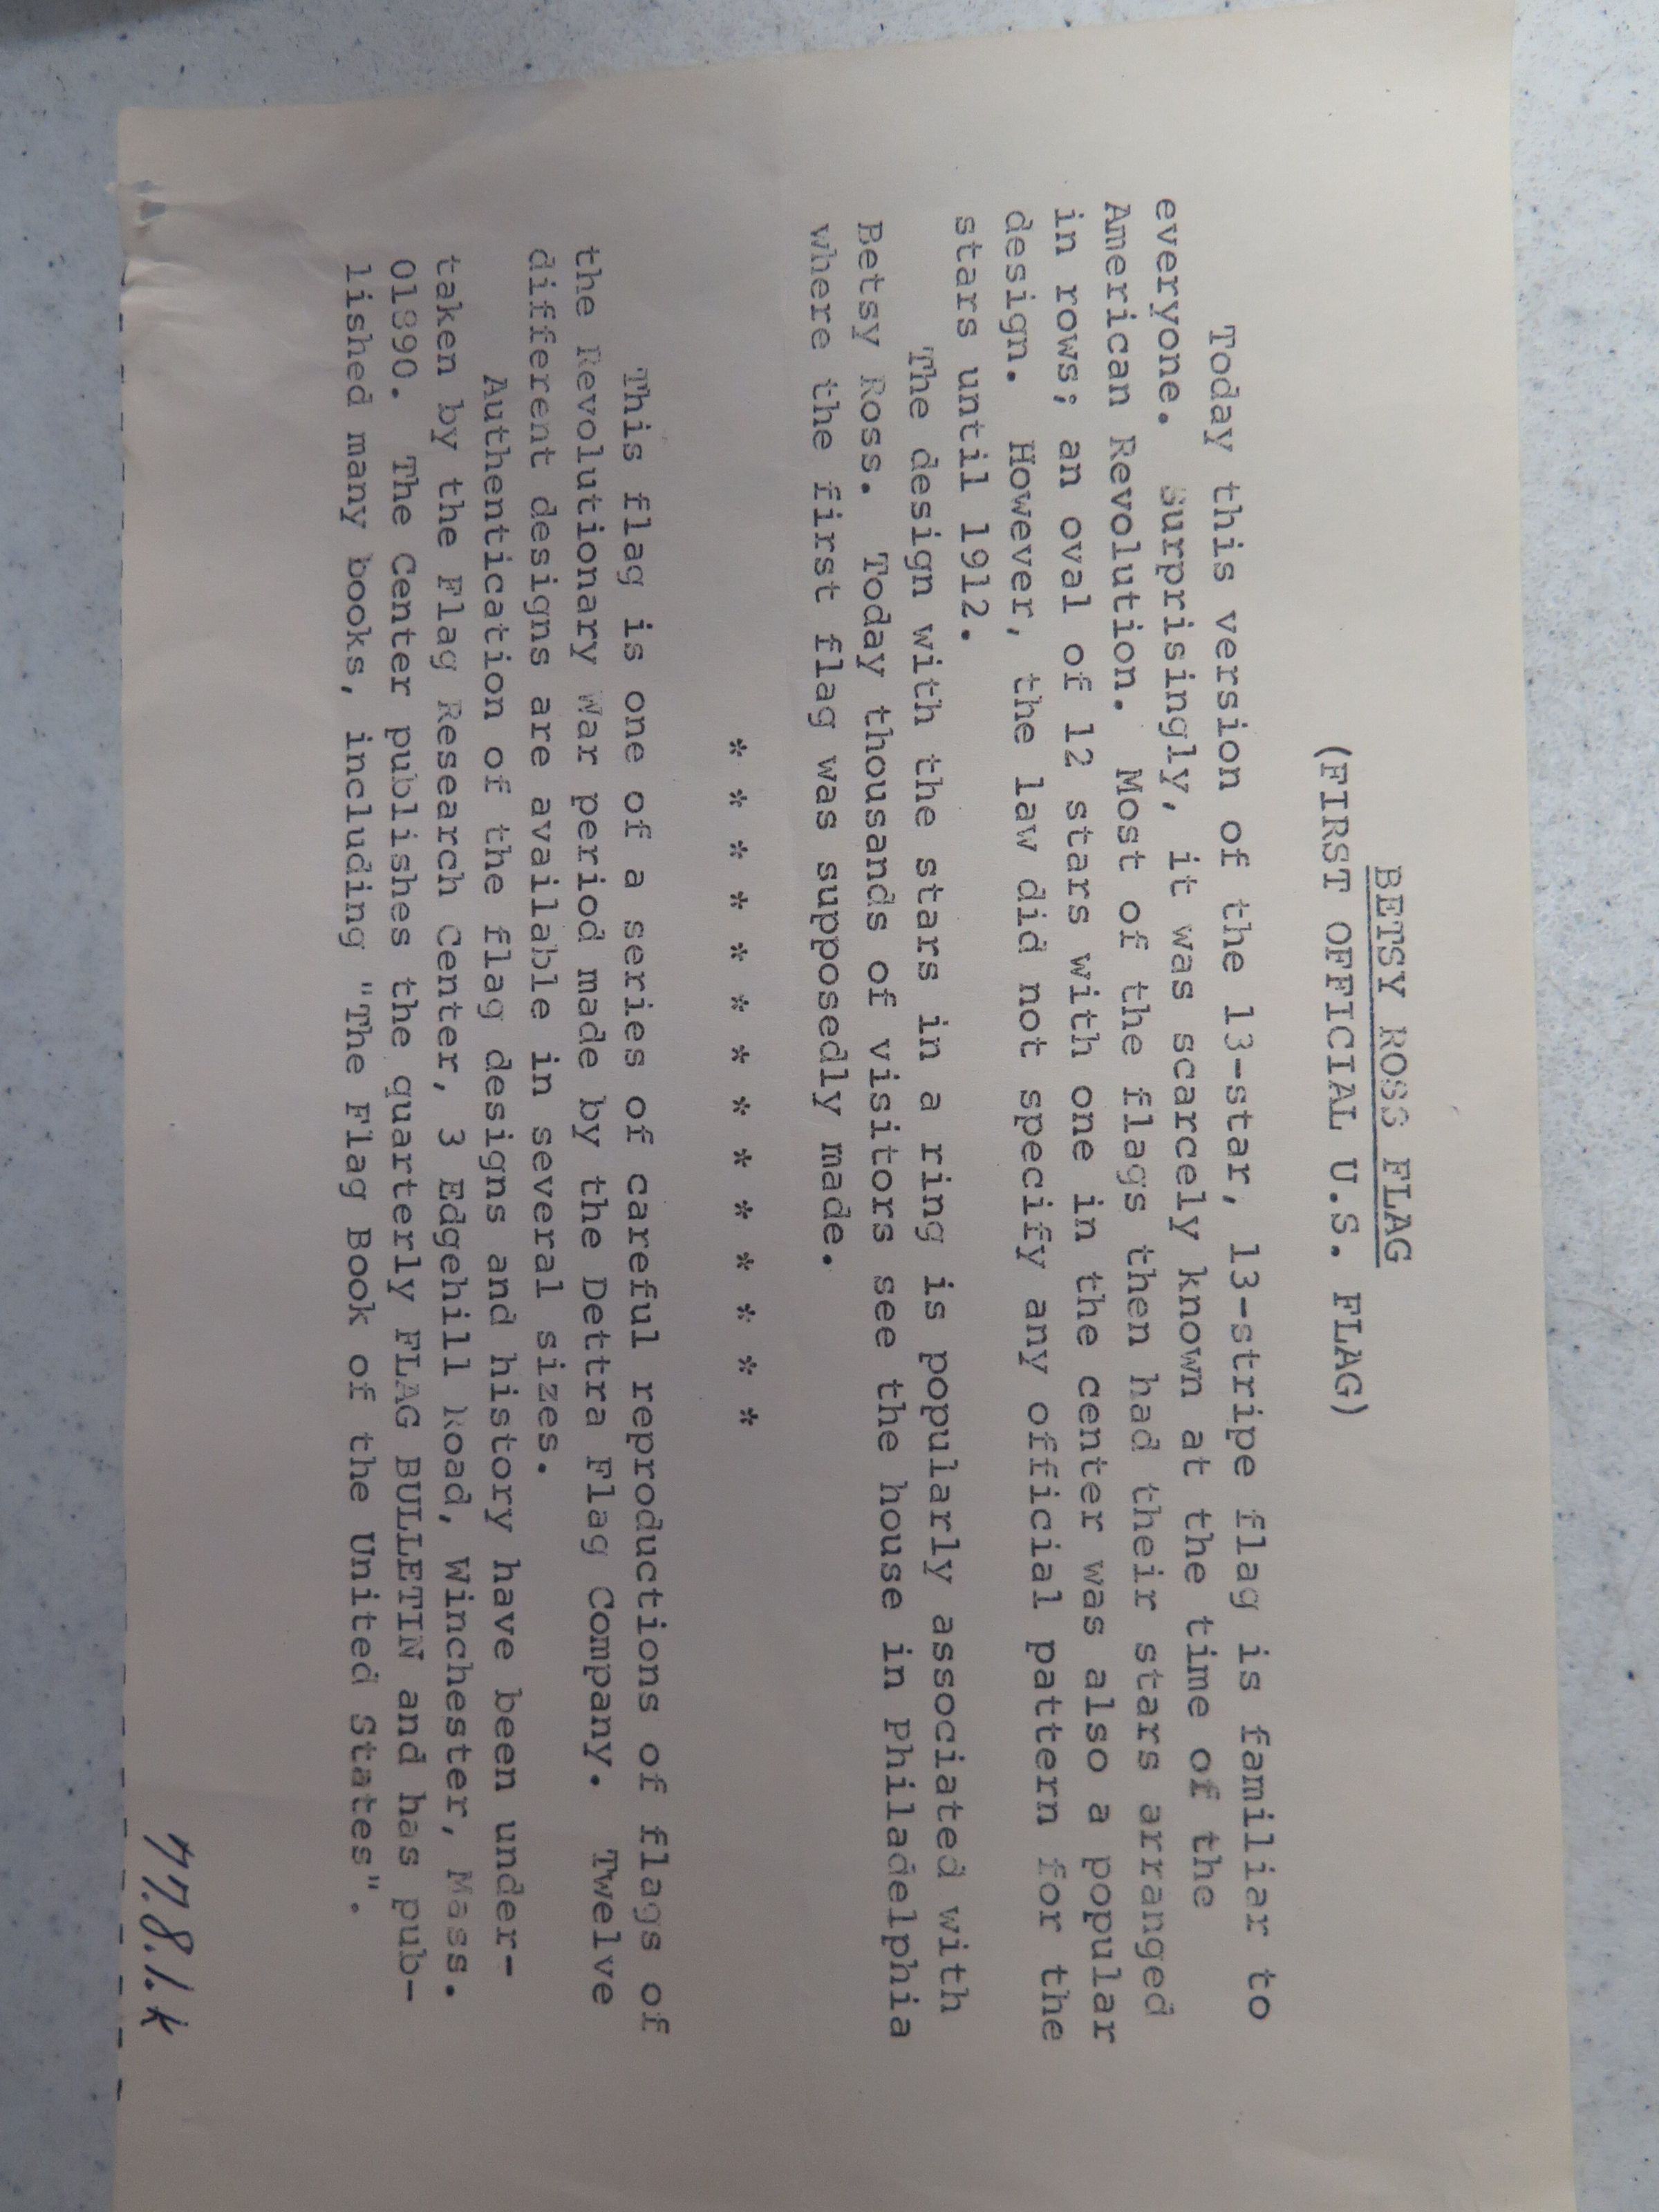 BETSY ROSS FLAG
(FIRST OFFICIAL U.S. FLAG)
Today this version of the 13-star, 13-stripe flag is familiar to
everyone. Surprisingly, it was scarcely known at the time of the
American Revolution. Most of the flags then had their stars arranged
in rows; an oval of 12 stars with one in the center was also a popular
design. However, the law did not specify any official pattern for the
stars until 1912.
The design with the stars in a ring is popularly associated with
Betsy Ross. Today thousands of visitors see the house in Philadelphia
where the first flag was supposedly made.
* * * * * * * * * * * * * *
This flag is one of a series of careful reproductions of flags of
the Revolutionary War period made by the Dettra Flag Company. Twelve
different designs are available in several sizes.
Authentication of the flag designs and history have been under-
taken by the Flag Research Center, 3 Edgehill Road, Winchester, Mass.
01890. The Center publishes the quarterly FLAG BULLETIN and has pub-
lished many books, including "The Flag Book of the United States".
77.8.1.k